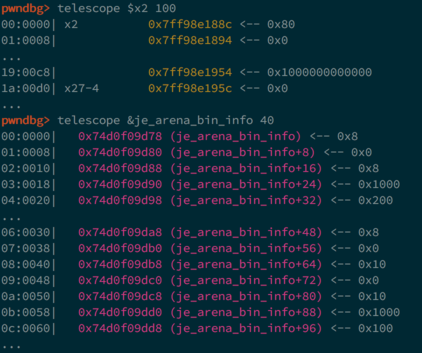 pwndbg> telescope $x2 100
00:0000│  x2          0x7ff98e188c <-- 0x80
01:0008│              0x7ff98e1894 <-- 0x0
...
19:00c8│              0x7ff98e1954 <-- 0x1000000000000
1a:00d0│  x27-4       0x7ff98e195c <-- 0x0
...
pwndbg> telescope &je_arena_bin_info 40
00:0000│   0x74d0f09d78 (je_arena_bin_info) <-- 0x8
01:0008│   0x74d0f09d80 (je_arena_bin_info+8) <-- 0x0
02:0010│   0x74d0f09d88 (je_arena_bin_info+16) <-- 0x8
03:0018│   0x74d0f09d90 (je_arena_bin_info+24) <-- 0x1000
04:0020│   0x74d0f09d98 (je_arena_bin_info+32) <-- 0x200
...
06:0030│   0x74d0f09da8 (je_arena_bin_info+48) <-- 0x8
07:0038│   0x74d0f09db0 (je_arena_bin_info+56) <-- 0x0
08:0040│   0x74d0f09db8 (je_arena_bin_info+64) <-- 0x10
09:0048│   0x74d0f09dc0 (je_arena_bin_info+72) <-- 0x0
0a:0050│   0x74d0f09dc8 (je_arena_bin_info+80) <-- 0x10
0b:0058│   0x74d0f09dd0 (je_arena_bin_info+88) <-- 0x1000
0c:0060│   0x74d0f09dd8 (je_arena_bin_info+96) <-- 0x100
...